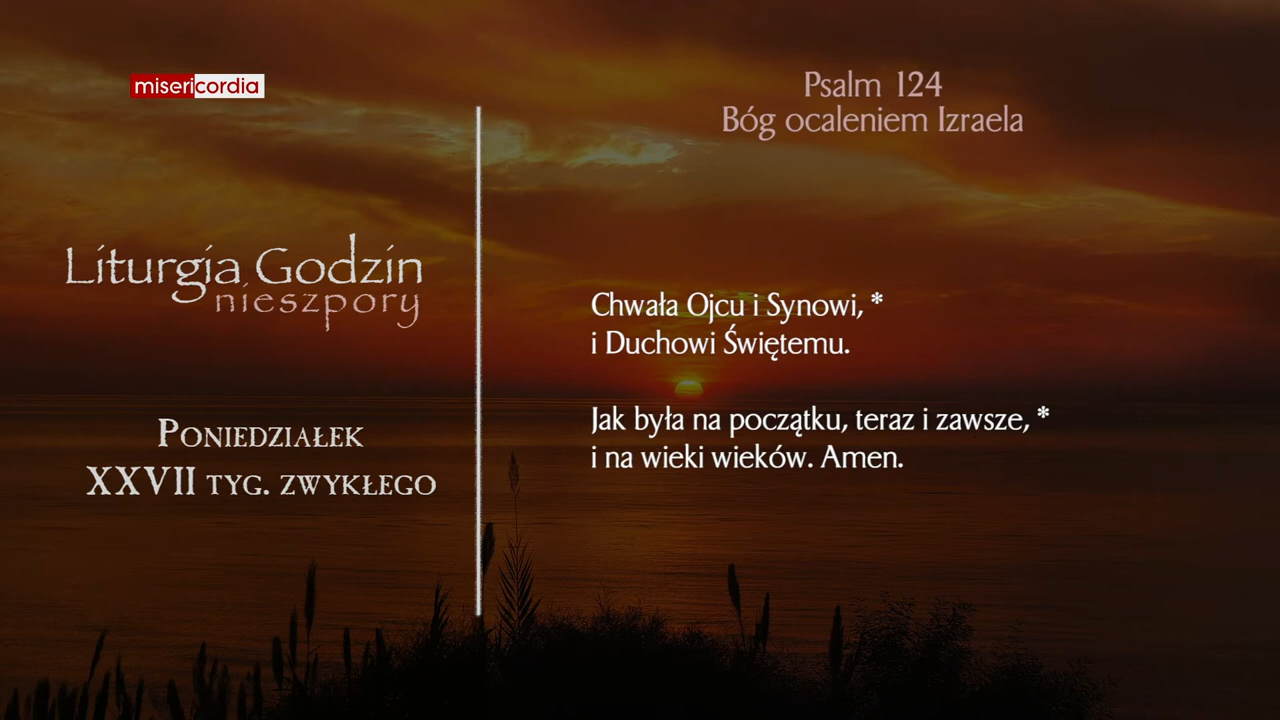 misericordia
Liturgia Godzin
nieszpory
Poniedziałek
XXVII tyg. zwykłego
Psalm 124
Bóg ocaleniem Izraela
Chwała Ojcu i Synowi, *
i Duchowi Świętemu.
Jak była na początku, teraz i zawsze, *
i na wieki wieków. Amen.